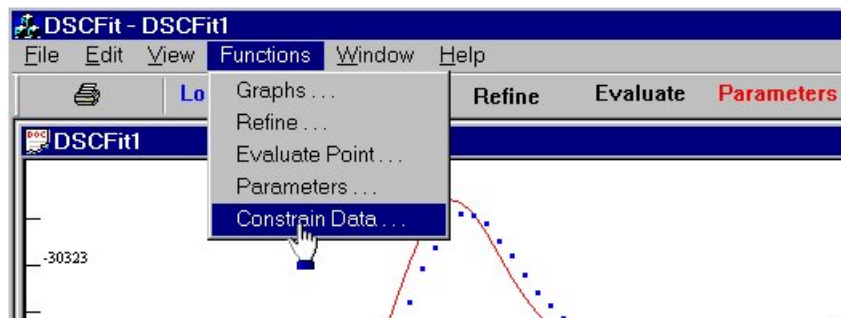 DSCFit - DSCFit1
File Edit View Functions Window Help
Lo Refine Evaluate Parameters
Graphs ...
Refine ...
Evaluate Point ...
Parameters ...
Constrain Data ...
DOC DSCFit1
-30323